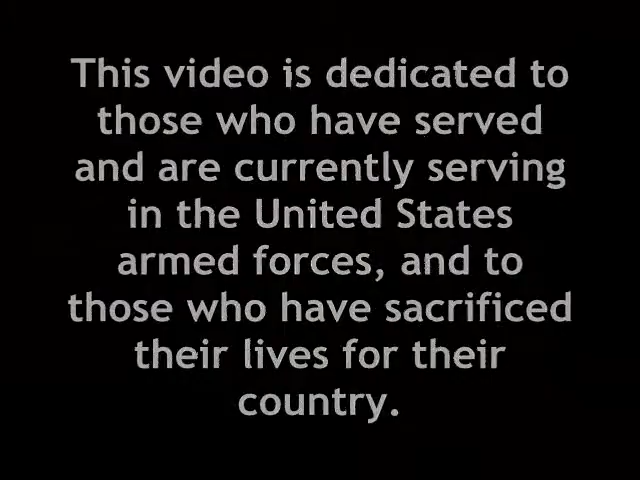 This video is dedicated to
those who have served
and are currently serving
in the United States
armed forces, and to
those who have sacrificed
their lives for their
country.